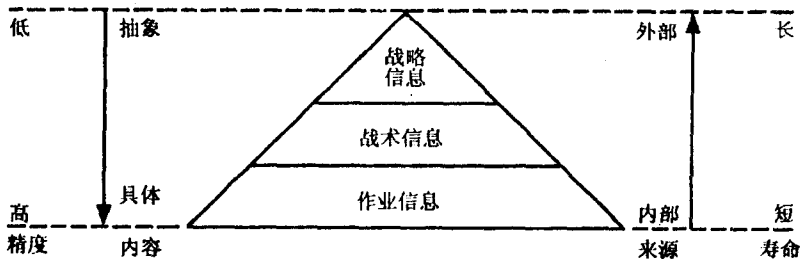 低 抽象 外部 长
战略
信息
战术信息
具体
作业信息
高 内部 短
精度 内容 来源 寿命